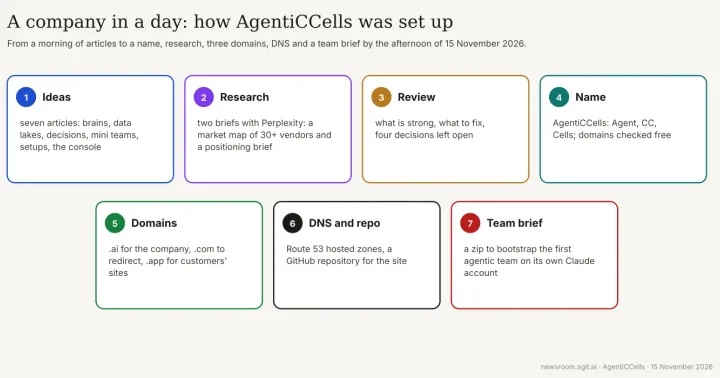 A company in a day: how AgentiCCells was set up
From a morning of articles to a name, research, three domains, DNS and a team brief by the afternoon of 15 November 2026.
1 Ideas
seven articles: brains, data
lakes, decisions, mini teams,
setups, the console
2 Research
two briefs with Perplexity: a
market map of 30+ vendors and
a positioning brief
3 Review
what is strong, what to fix,
four decisions left open
4 Name
AgentiCCells: Agent, CC,
Cells; domains checked free
5 Domains
.ai for the company, .com to
redirect, .app for customers'
sites
6 DNS and repo
Route 53 hosted zones, a
GitHub repository for the site
7 Team brief
a zip to bootstrap the first
agentic team on its own Claude
account
newsroom.sgit.ai · AgentiCCells · 15 November 2026